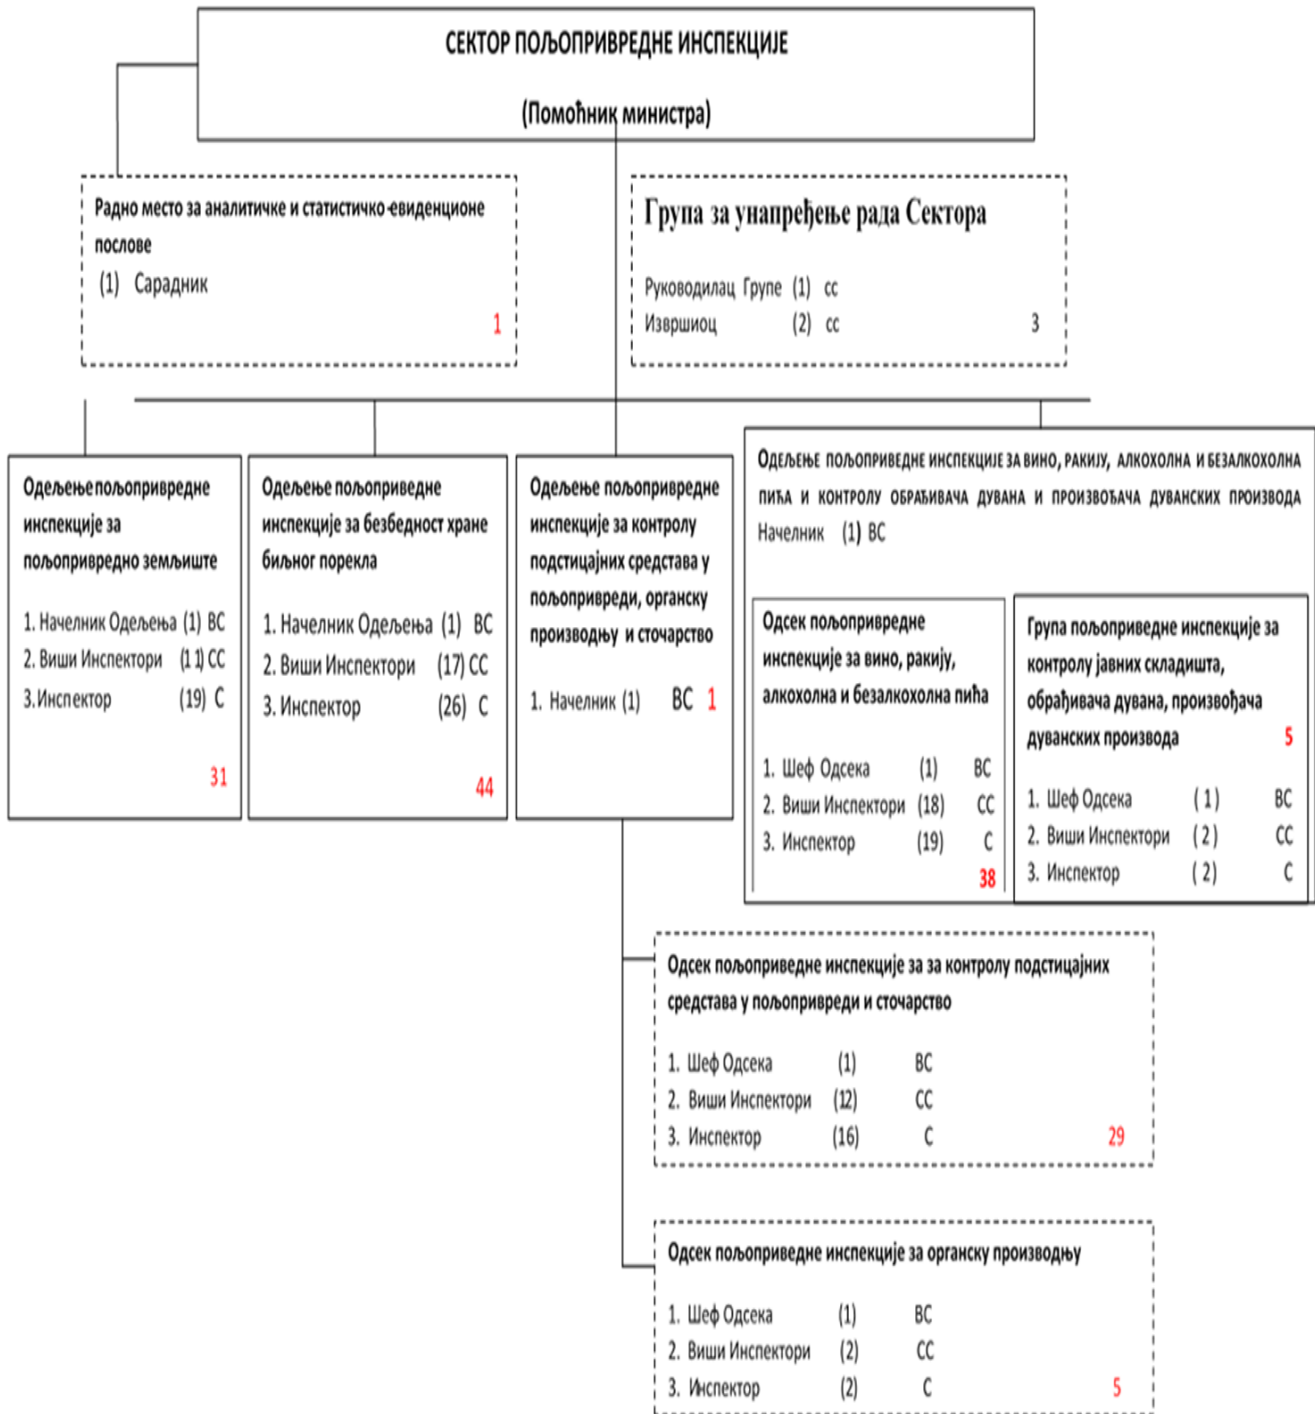 СЕКТОР ПОЉОПРИВРЕДНЕ ИНСПЕКЦИЈЕ
(Помоћник министра)
Радно место за аналитичке и статистичко-евиденционе
послове
(1) Сарадник
1
Група за унапређење рада Сектора
Руководилац Групе (1) сс
Извршиоц (2) сс 3
Одељење пољопривредне
инспекције за
пољопривредно земљиште
1. Начелник Одељења (1) ВС
2. Виши Инспектори (11) СС
3. Инспектор (19) С
31
Одељење пољоприведне
инспекције за безбедност хране
биљног порекла
1. Начелник Одељења (1) ВС
2. Виши Инспектори (17) СС
3. Инспектор (26) С
44
Одељење пољопривредне
инспекције за контролу
подстицајних средстава у
пољопривреди, органску
производњу и сточарство
1. Начелник (1) ВС 1
ОДЕЉЕЊЕ ПОЉОПРИВЕДНЕ ИНСПЕКЦИЈЕ ЗА ВИНО, РАКИЈУ, АЛКОХОЛНА И БЕЗАЛКОХОЛНА
ПИЋА И КОНТРОЛУ ОБРАЂИВАЧА ДУВАНА И ПРОИЗВОЂАЧА ДУВАНСКИХ ПРОИЗВОДА
Начелник (1) ВС
Одсек пољопривредне
инспекције за вино, ракију,
алкохолна и безалкохолна пића
1. Шеф Одсека (1) ВС
2. Виши Инспектори (18) СС
3. Инспектор (19) С
38
Група пољоприведне инспекције за
контролу јавних складишта,
обрађивача дувана, произвођача
дуванских производа 5
1. Шеф Одсека (1) ВС
2. Виши Инспектори (2) СС
3. Инспектор (2) С
Одсек пољоприведне инспекције за за контролу подстицајних
средстава у пољопривреди и сточарство
1. Шеф Одсека (1) ВС
2. Виши Инспектори (12) СС
3. Инспектор (16) С 29
Одсек пољоприведне инспекције за органску производњу
1. Шеф Одсека (1) ВС
2. Виши Инспектори (2) СС
3. Инспектор (2) С 5